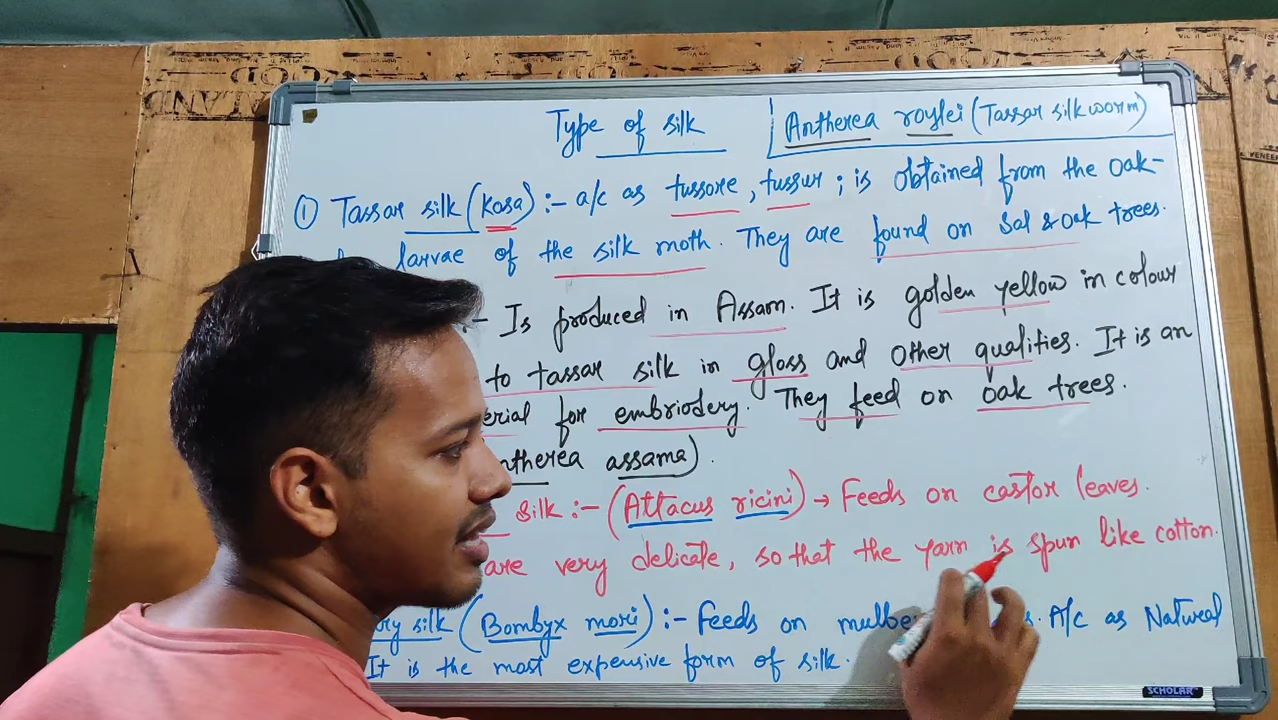 Type of silk
Antherea roylei (Tassar silk worm)
① Tassar silk (Kosa) :- a/c as tussore, tussur ; is obtained from the oak-
larvae of the silk moth. They are found on Sal & oak trees.
:- Is produced in Assam. It is golden yellow in colour
to tassar silk in gloss and other qualities. It is an
erial for embriodery. They feed on oak trees.
ntherea assama).
silk :- (Attacus ricini) → Feeds on castor leaves.
are very delicate, so that the yarn is spun like cotton.
ry silk (Bombyx mori) :- Feeds on mulbe s. A/c as Natural
It is the most expensive form of silk.
SCHOLAR